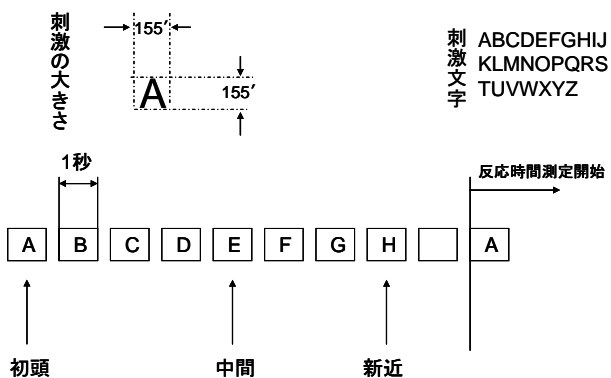 刺激の大きさ
155′
A
155′
刺激文字
ABCDEFGHIJ
KLMNOPQRS
TUVWXYZ
1秒
反応時間測定開始
A B C D E F G H A
初頭 中間 新近